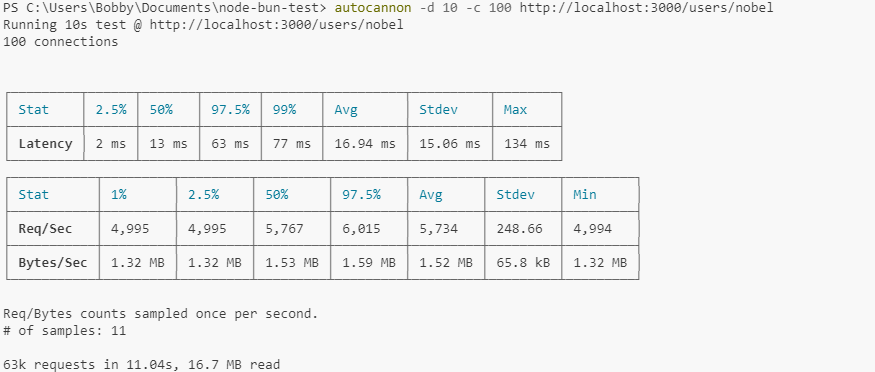 PS C:\Users\Bobby\Documents\node-bun-test> autocannon -d 10 -c 100 http://localhost:3000/users/nobel
Running 10s test @ http://localhost:3000/users/nobel
100 connections
Stat 2.5% 50% 97.5% 99% Avg Stdev Max
Latency 2 ms 13 ms 63 ms 77 ms 16.94 ms 15.06 ms 134 ms
Stat 1% 2.5% 50% 97.5% Avg Stdev Min
Req/Sec 4,995 4,995 5,767 6,015 5,734 248.66 4,994
Bytes/Sec 1.32 MB 1.32 MB 1.53 MB 1.59 MB 1.52 MB 65.8 kB 1.32 MB
Req/Bytes counts sampled once per second.
# of samples: 11
63k requests in 11.04s, 16.7 MB read